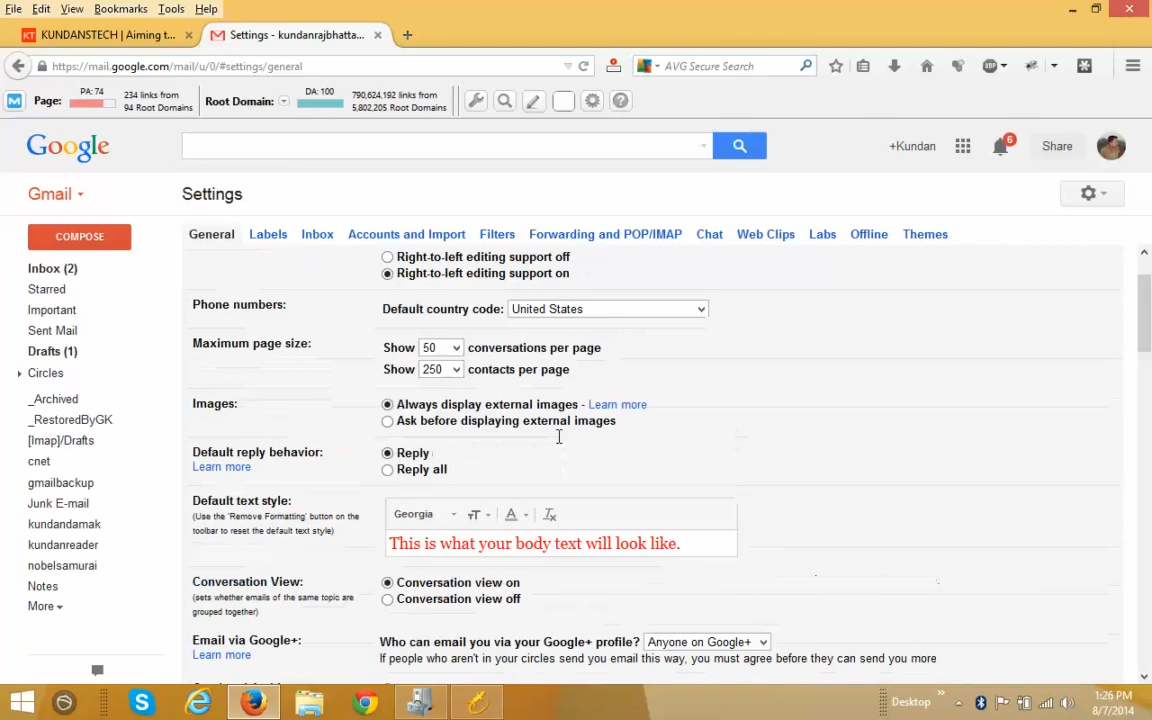 File Edit View Bookmarks Tools Help
KT KUNDANSTECH | Aiming t... × Settings - kundanrajbhatta... × +
https://mail.google.com/mail/u/0/#settings/general AVG Secure Search ABP
Page: PA: 74 234 links from 94 Root Domains Root Domain: DA: 100 790,624,192 links from 5,802,205 Root Domains
Google +Kundan 6 Share
Gmail Settings
COMPOSE
General Labels Inbox Accounts and Import Filters Forwarding and POP/IMAP Chat Web Clips Labs Offline Themes
Inbox (2)
Starred
Important
Sent Mail
Drafts (1)
Circles
_Archived
_RestoredByGK
[Imap]/Drafts
cnet
gmailbackup
Junk E-mail
kundandamak
kundanreader
nobelsamurai
Notes
More
Right-to-left editing support off
Right-to-left editing support on
Phone numbers: Default country code: United States
Maximum page size: Show 50 conversations per page
Show 250 contacts per page
Images: Always display external images - Learn more
Ask before displaying external images
Default reply behavior: Reply
Learn more Reply all
Default text style: Georgia
(Use the 'Remove Formatting' button on the
toolbar to reset the default text style)
This is what your body text will look like.
Conversation View: Conversation view on
(sets whether emails of the same topic are
grouped together)
Conversation view off
Email via Google+: Who can email you via your Google+ profile? Anyone on Google+
Learn more If people who aren't in your circles send you email this way, you must agree before they can send you more
Desktop 1:26 PM
8/7/2014